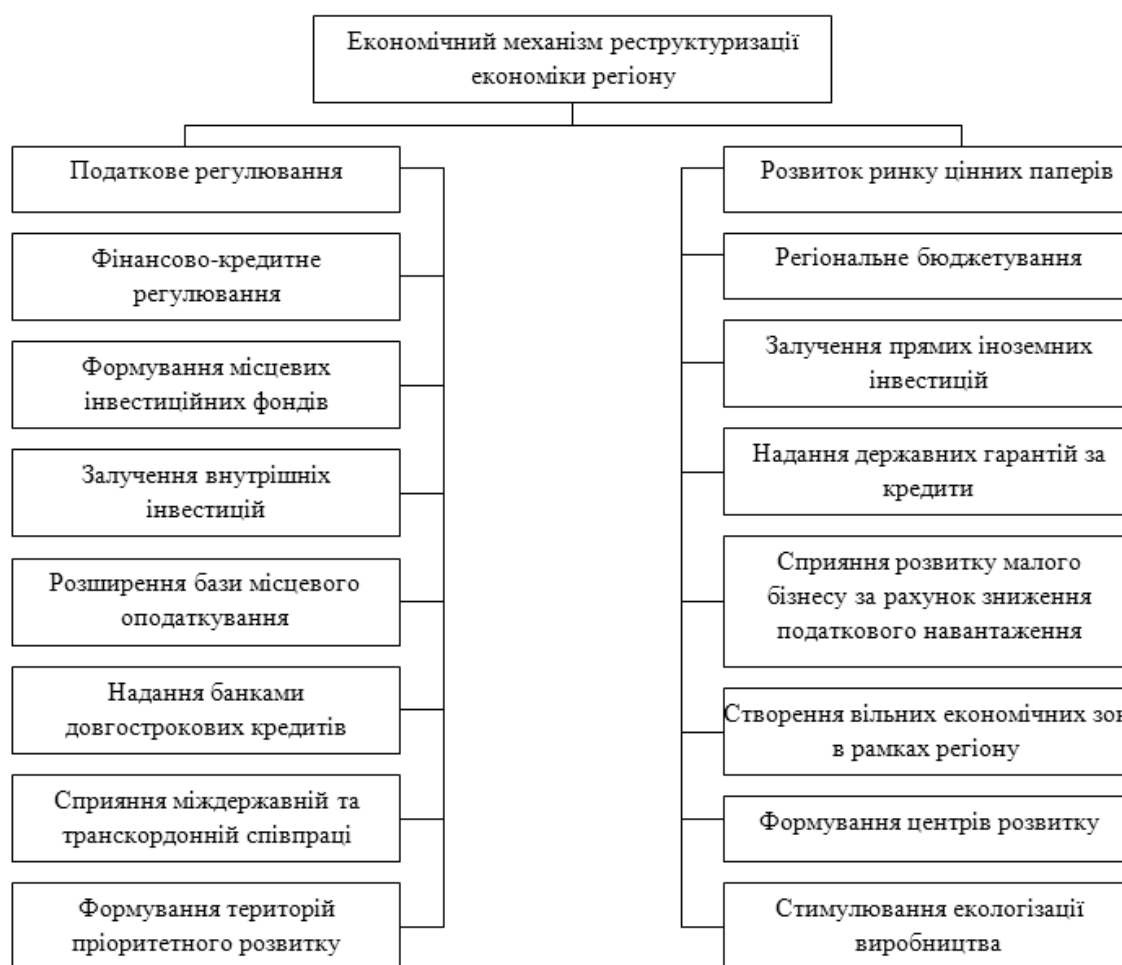 Економічний механізм реструктуризації
економіки регіону
Податкове регулювання
Фінансово-кредитне
регулювання
Формування місцевих
інвестиційних фондів
Залучення внутрішніх
інвестицій
Розширення бази місцевого
оподаткування
Надання банками
довгострокових кредитів
Сприяння міждержавній та
транскордонній співпраці
Формування територій
пріоритетного розвитку
Розвиток ринку цінних паперів
Регіональне бюджетування
Залучення прямих іноземних
інвестицій
Надання державних гарантій за
кредити
Сприяння розвитку малого
бізнесу за рахунок зниження
податкового навантаження
Створення вільних економічних зон
в рамках регіону
Формування центрів розвитку
Стимулювання екологізації
виробництва